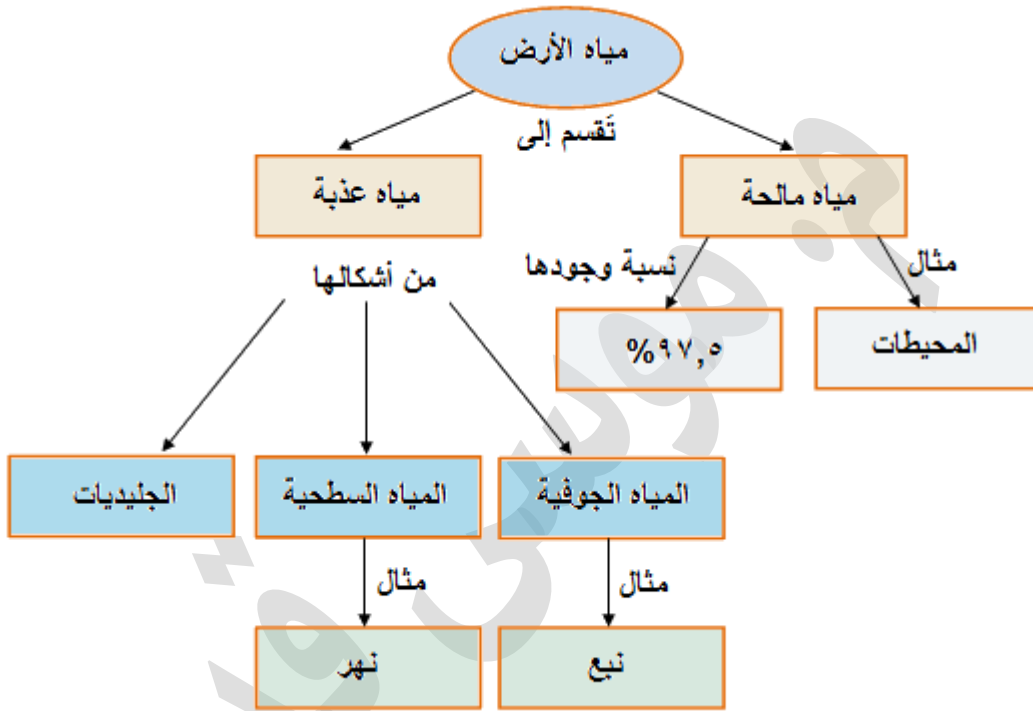 مياه الأرض
تَقسم إلى
مياه مالحة
مياه عذبة
نسبة وجودها
مثال
من أشكالها
٩٧,٥%
المحيطات
المياه الجوفية
المياه السطحية
الجليديات
مثال
مثال
نبع
نهر